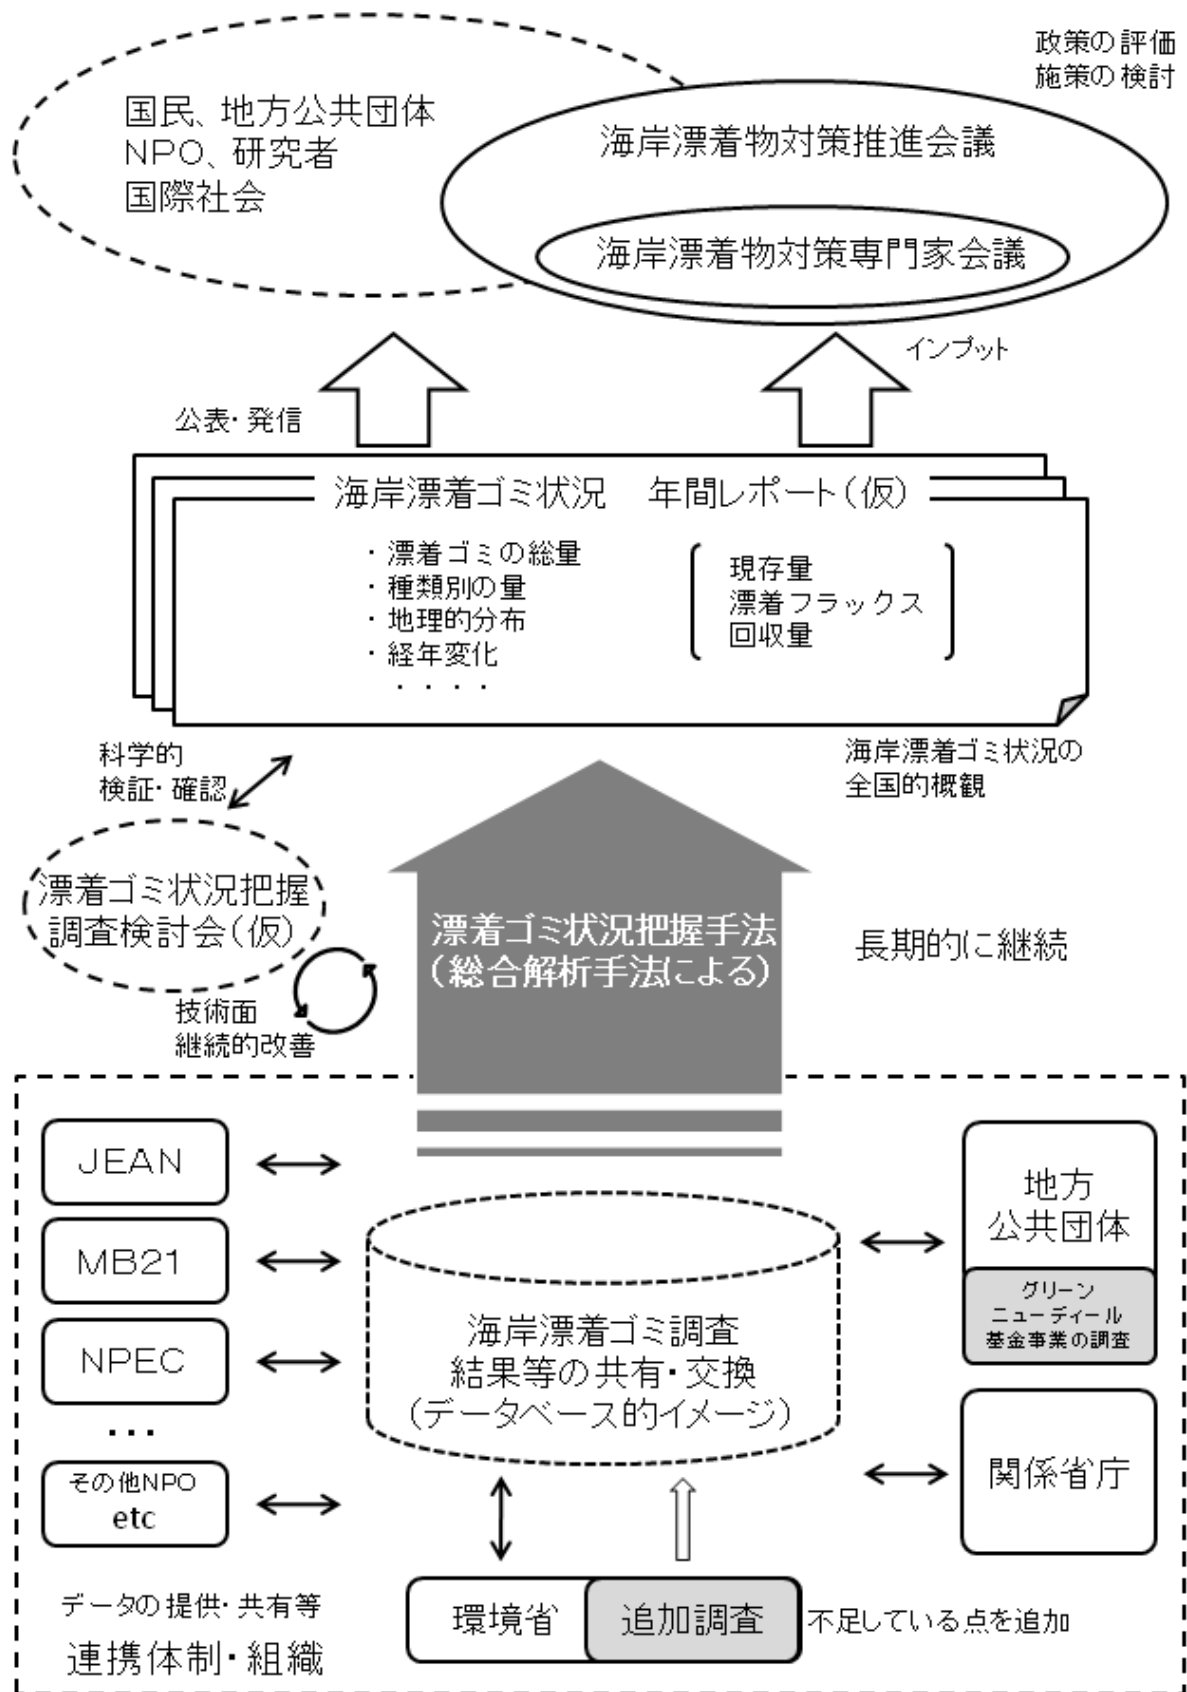 政策の評価
施策の検討
国民、地方公共団体
NPO、研究者
国際社会
海岸漂着物対策推進会議
海岸漂着物対策専門家会議
インプット
公表・発信
海岸漂着ゴミ状況 年間レポート(仮)
・漂着ゴミの総量
・種類別の量
・地理的分布
・経年変化
・・・・
現存量
漂着フラックス
回収量
科学的
検証・確認
海岸漂着ゴミ状況の
全国的概観
漂着ゴミ状況把握
調査検討会(仮)
漂着ゴミ状況把握手法
(総合解析手法による)
長期的に継続
技術面
継続的改善
JEAN
MB21
NPEC
・・・
その他NPO
etc
海岸漂着ゴミ調査
結果等の共有・交換
(データベース的イメージ)
地方
公共団体
グリーン
ニューディール
基金事業の調査
関係省庁
環境省
追加調査
不足している点を追加
データの提供・共有等
連携体制・組織